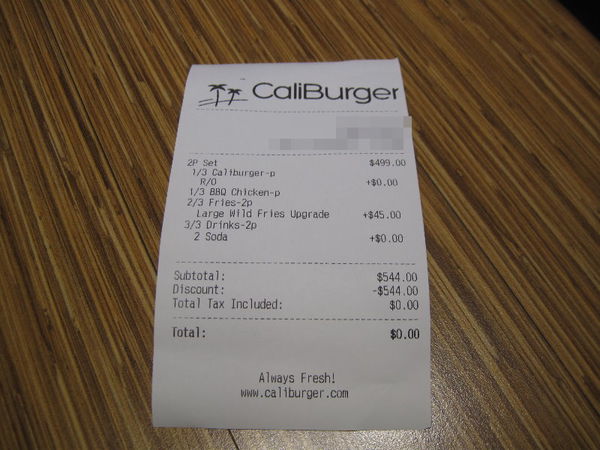 CaliBurger
2P Set $499.00
1/3 Caliburger-p
R/O +$0.00
1/3 BBQ Chicken-p
2/3 Fries-2p
Large Wild Fries Upgrade +$45.00
3/3 Drinks-2p
2 Soda +$0.00
Subtotal: $544.00
Discount: -$544.00
Total Tax Included: $0.00
Total: $0.00
Always Fresh!
www.caliburger.com